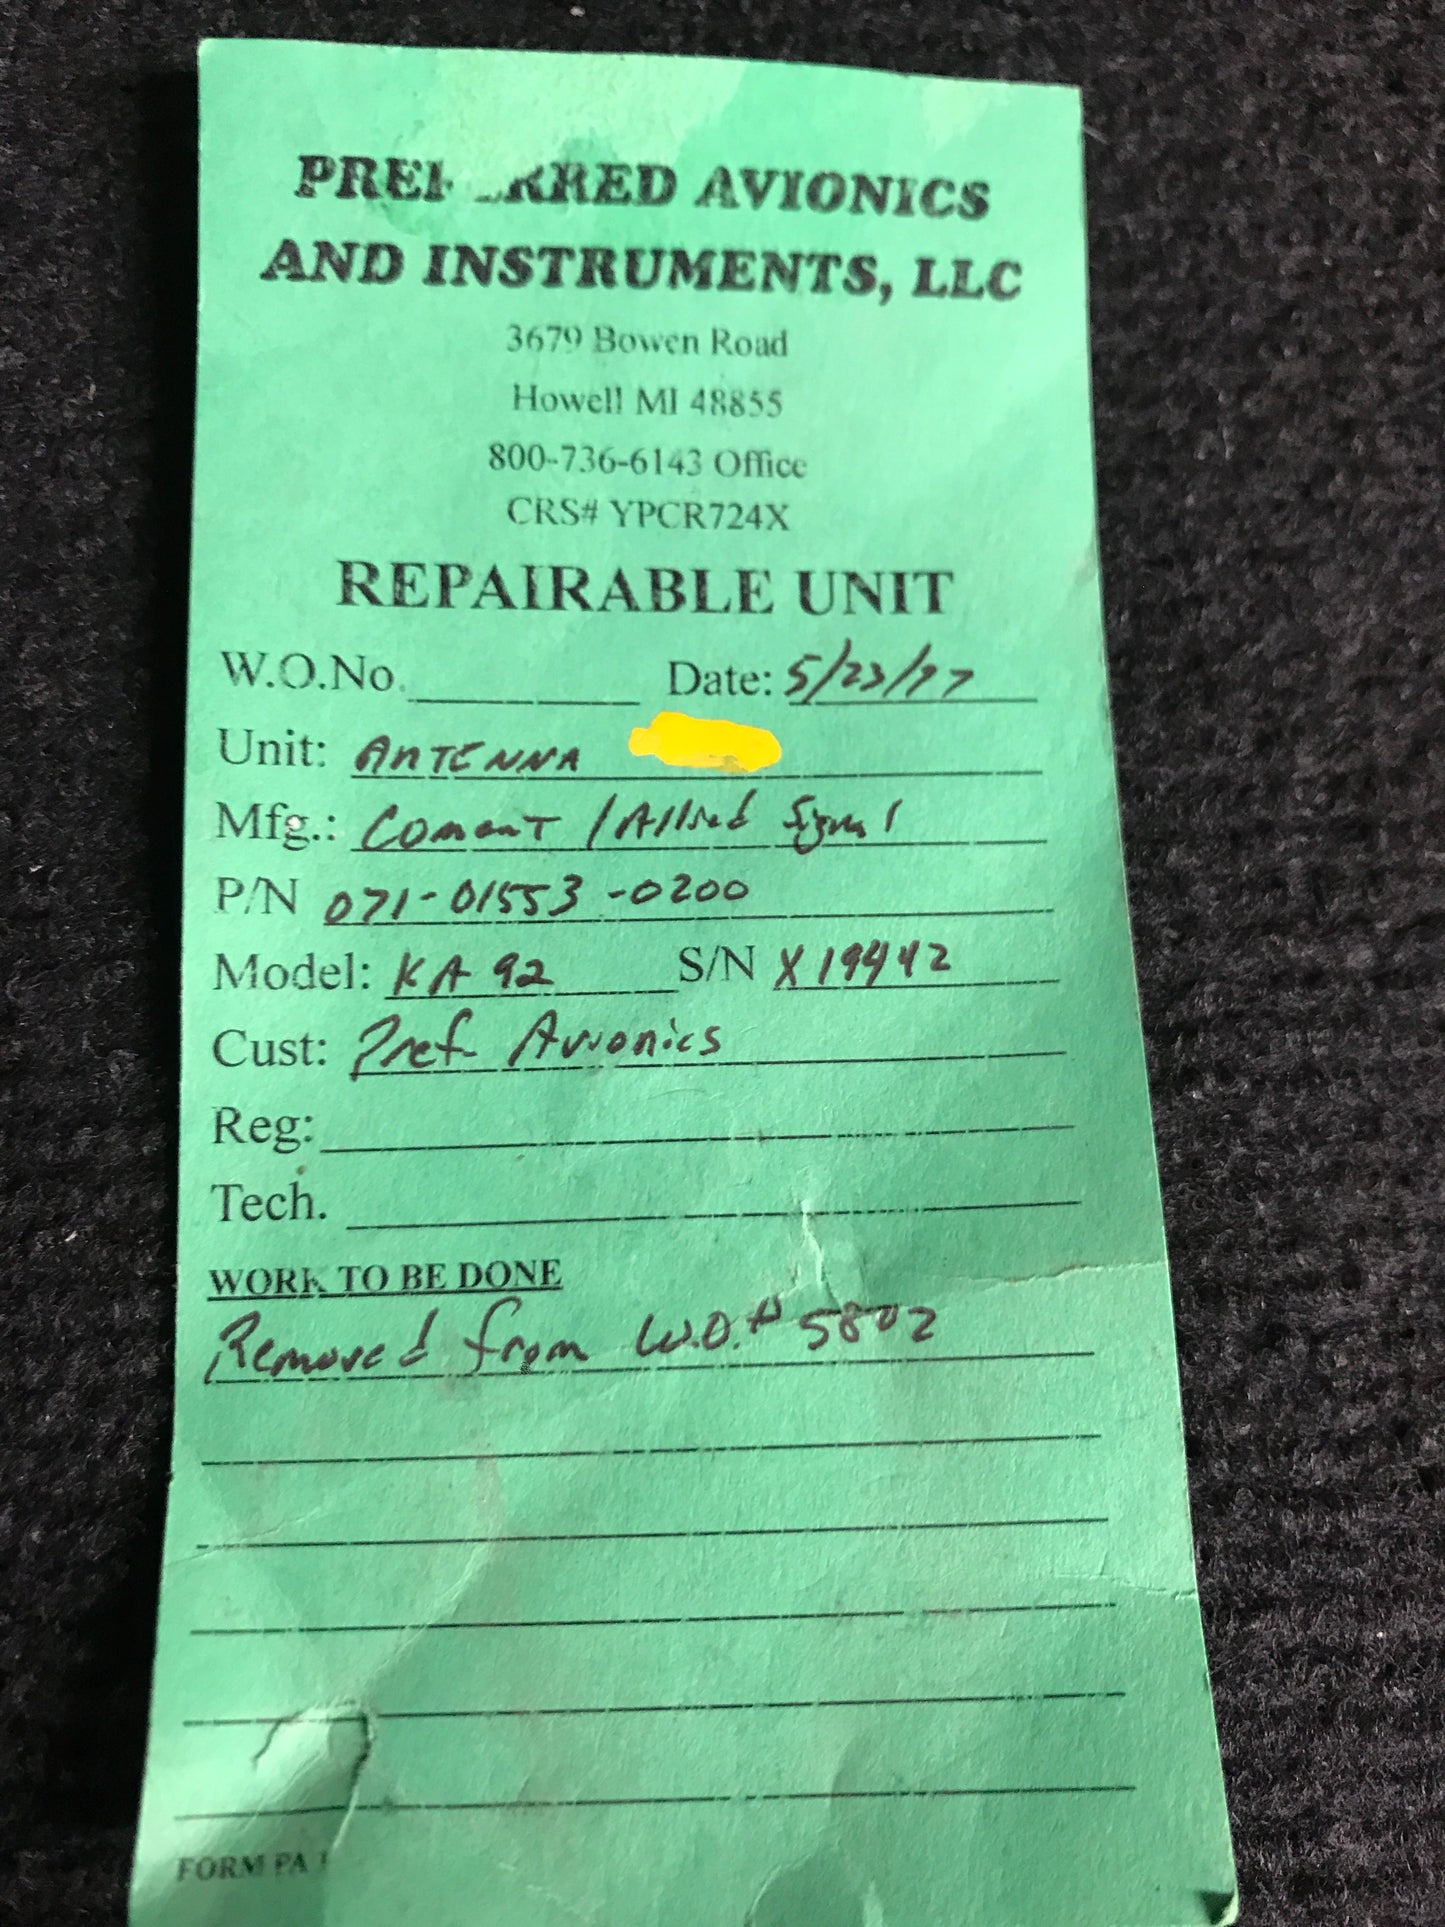 PREFERRED AVIONICS
AND INSTRUMENTS, LLC
3679 Bowen Road
Howell MI 48855
800-736-6143 Office
CRS# YPCR724X
REPAIRABLE UNIT
W.O.No. Date: 5/23/17
Unit: ANTENNA
Mfg.: Comant / Allied Signal
P/N 071-01553-0200
Model: KA 92 S/N X19442
Cust: Pref. Avionics
Reg:
Tech.
WORK TO BE DONE
Removed from W.O.# 5802
FORM PA